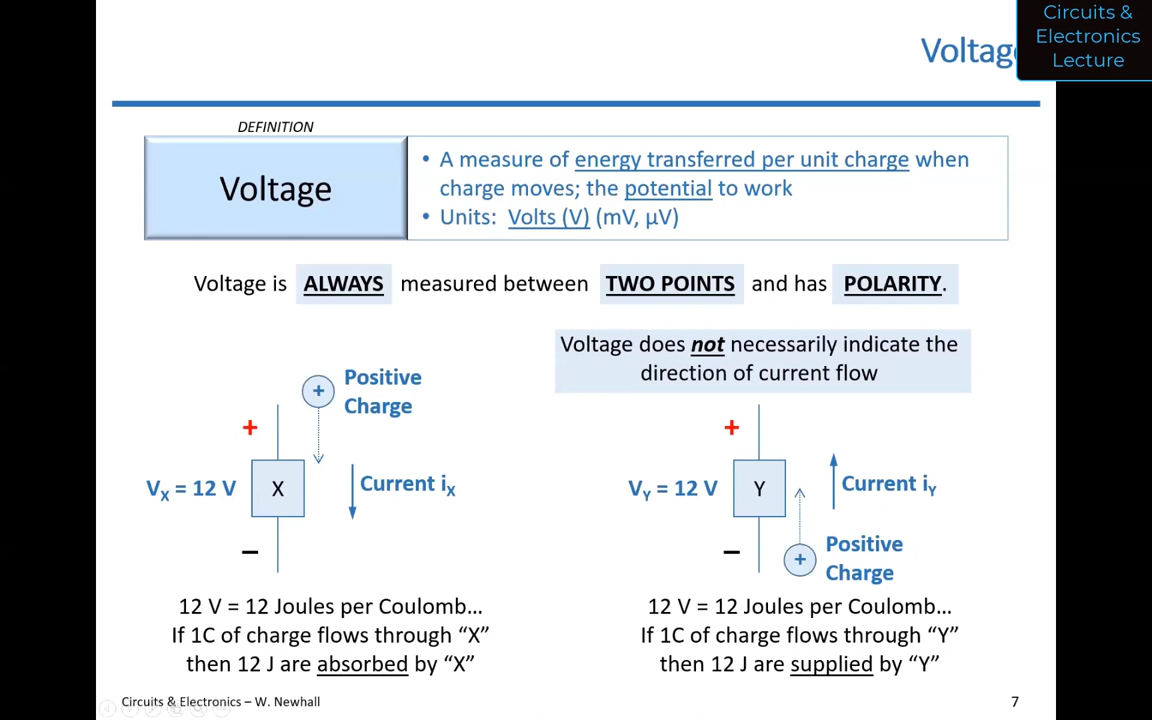 Circuits &
Electronics
Lecture
Voltag
DEFINITION
Voltage
• A measure of energy transferred per unit charge when
charge moves; the potential to work
• Units: Volts (V) (mV, µV)
Voltage is ALWAYS measured between TWO POINTS and has POLARITY.
Voltage does not necessarily indicate the
direction of current flow
+ Positive
Charge
+
VX = 12 V X Current iX
–
12 V = 12 Joules per Coulomb...
If 1C of charge flows through “X”
then 12 J are absorbed by “X”
+
VY = 12 V Y Current iY
–
+ Positive
Charge
12 V = 12 Joules per Coulomb...
If 1C of charge flows through “Y”
then 12 J are supplied by “Y”
Circuits & Electronics – W. Newhall
7